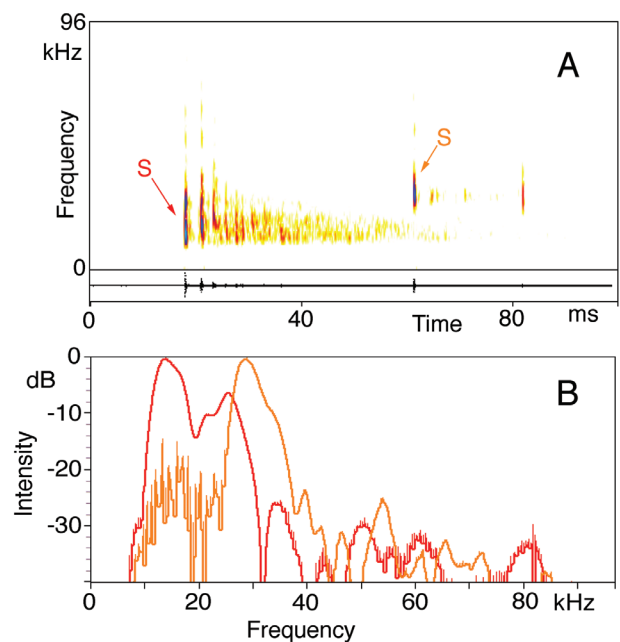 96
kHz
A
Frequency
S
S
0
0 40 Time 80 ms
0
dB
B
-10
Intensity
-20
-30
0 20 40 60 80 kHz
Frequency